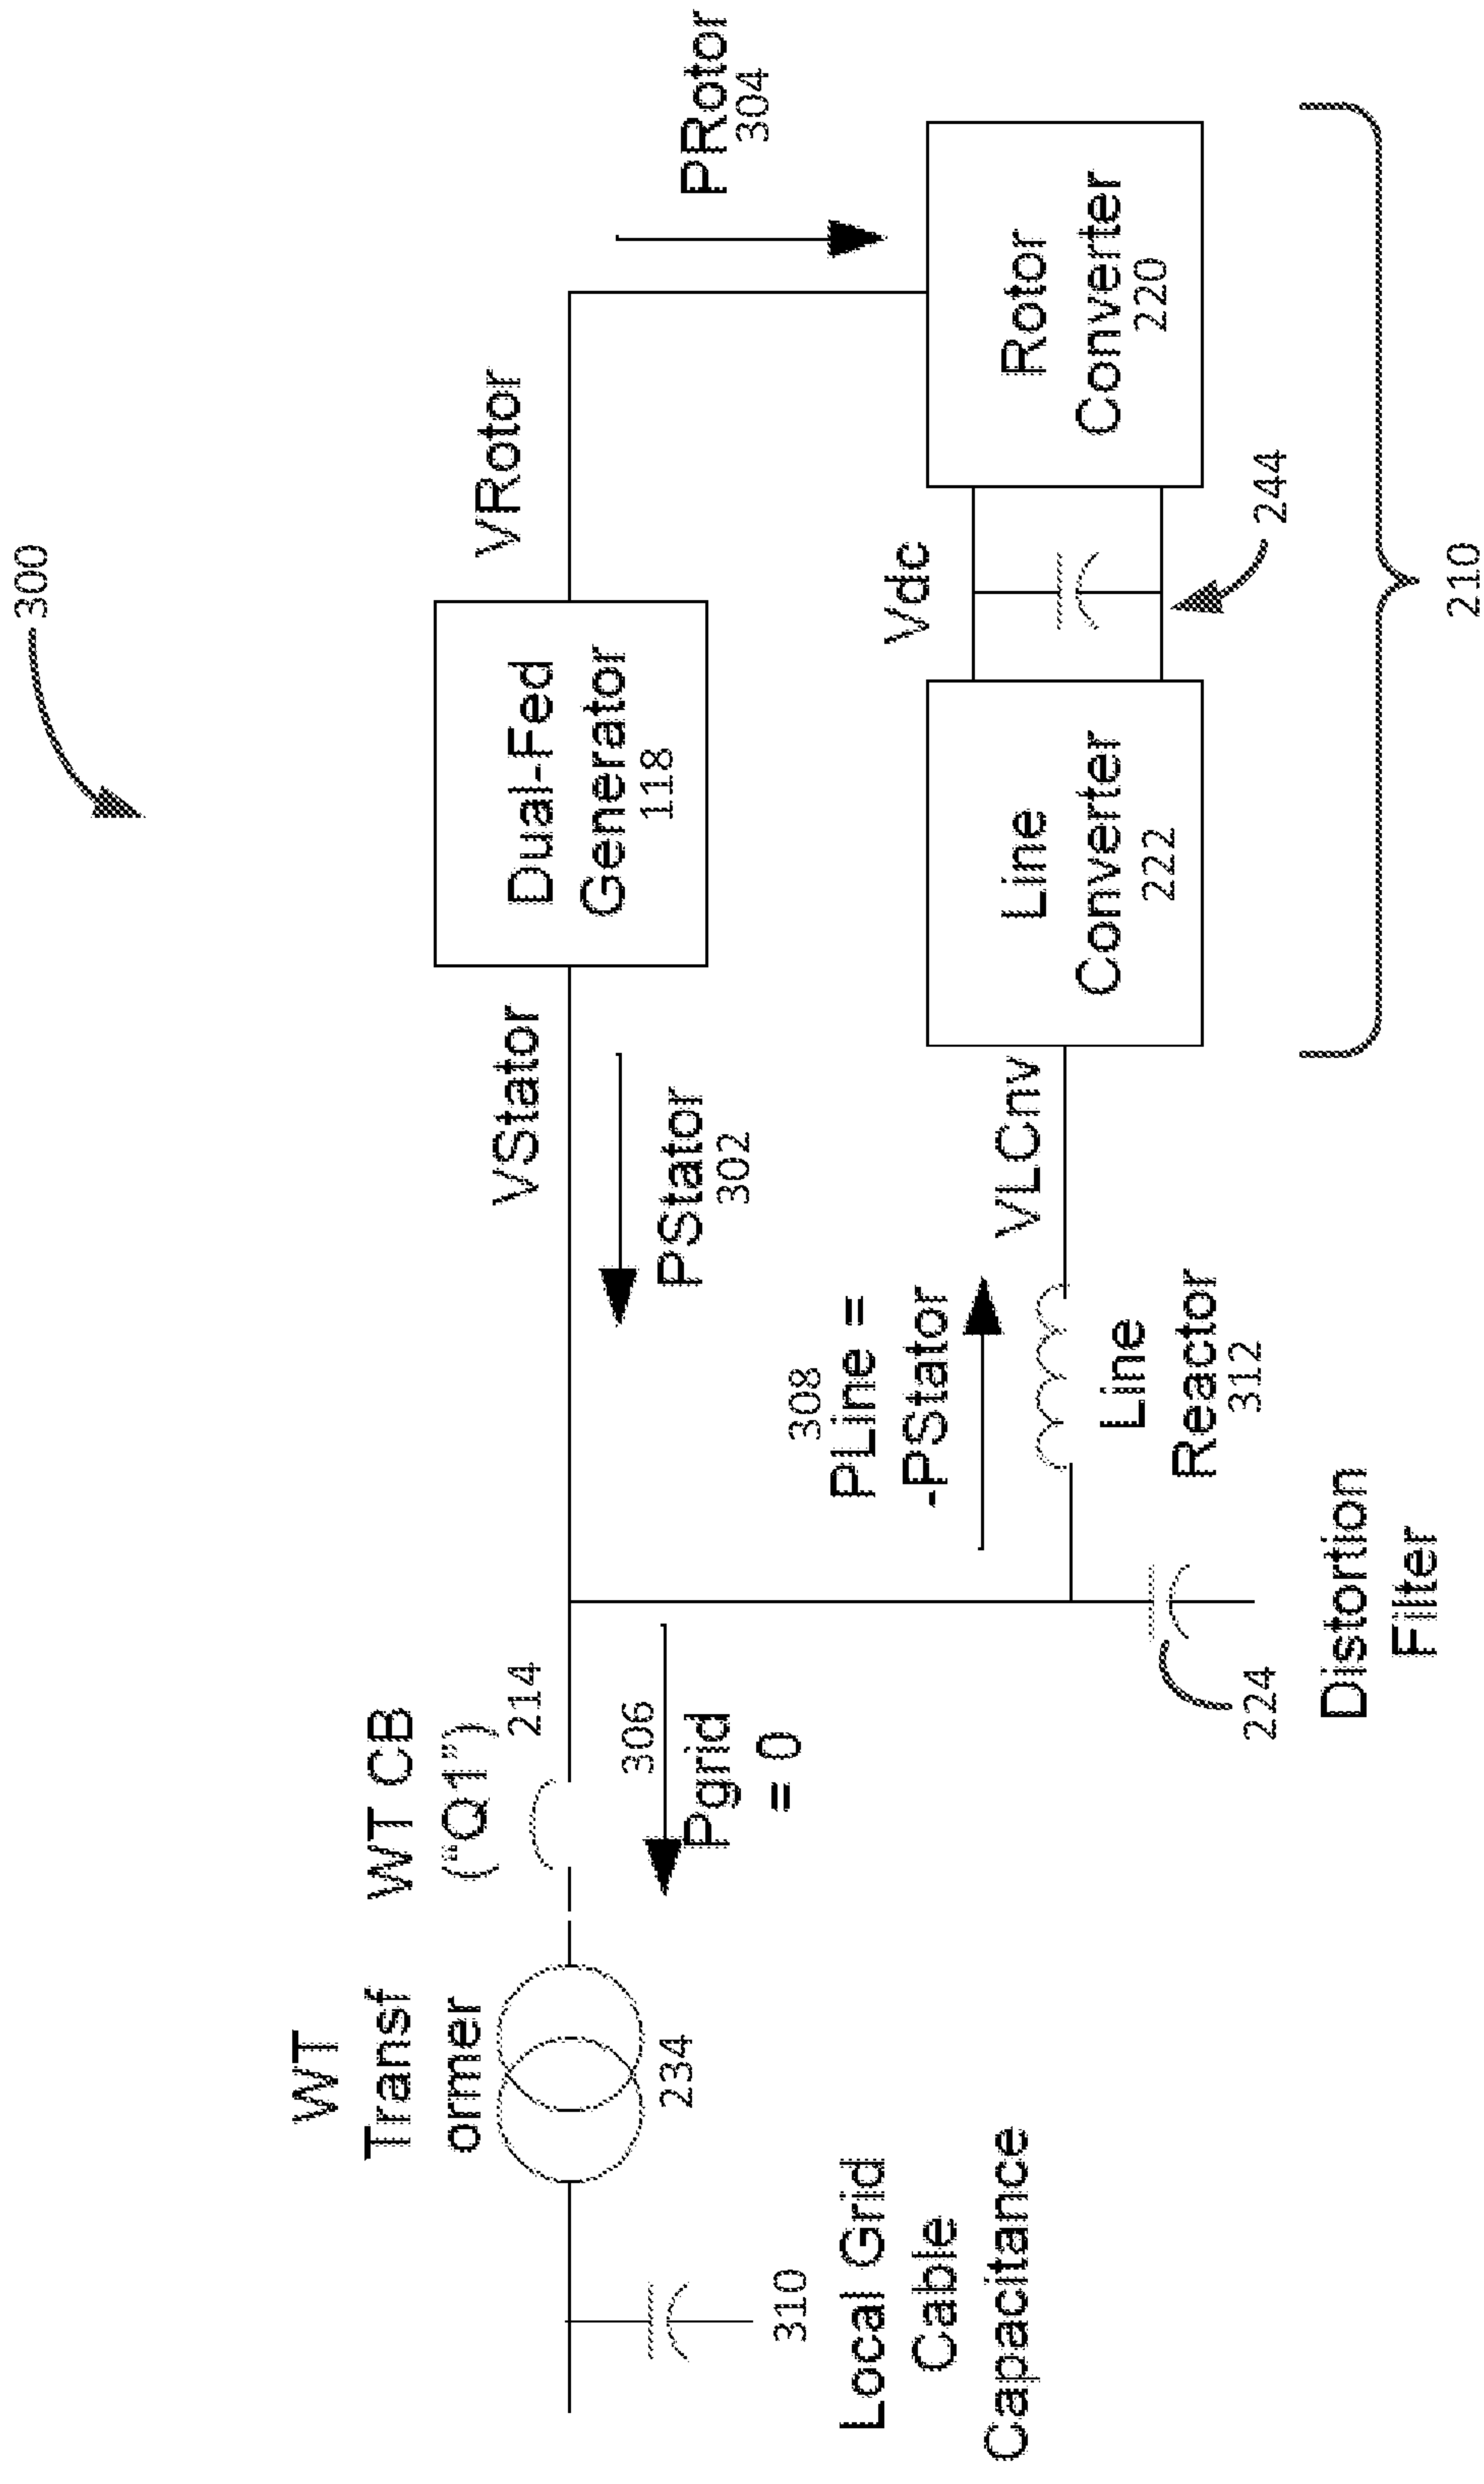 300
WT
Transf
ormer
234
WT CB
("Q1")
214
VStator
Dual-Fed
Generator
118
VRotor
PStator
302
PRotor
304
306
Pgrid
= 0
310
Local Grid
Cable
Capacitance
308
PLine =
-PStator
VLCnv
Line
Reactor
312
Line
Converter
222
Vdc
244
Rotor
Converter
220
224
Distortion
Filter
210